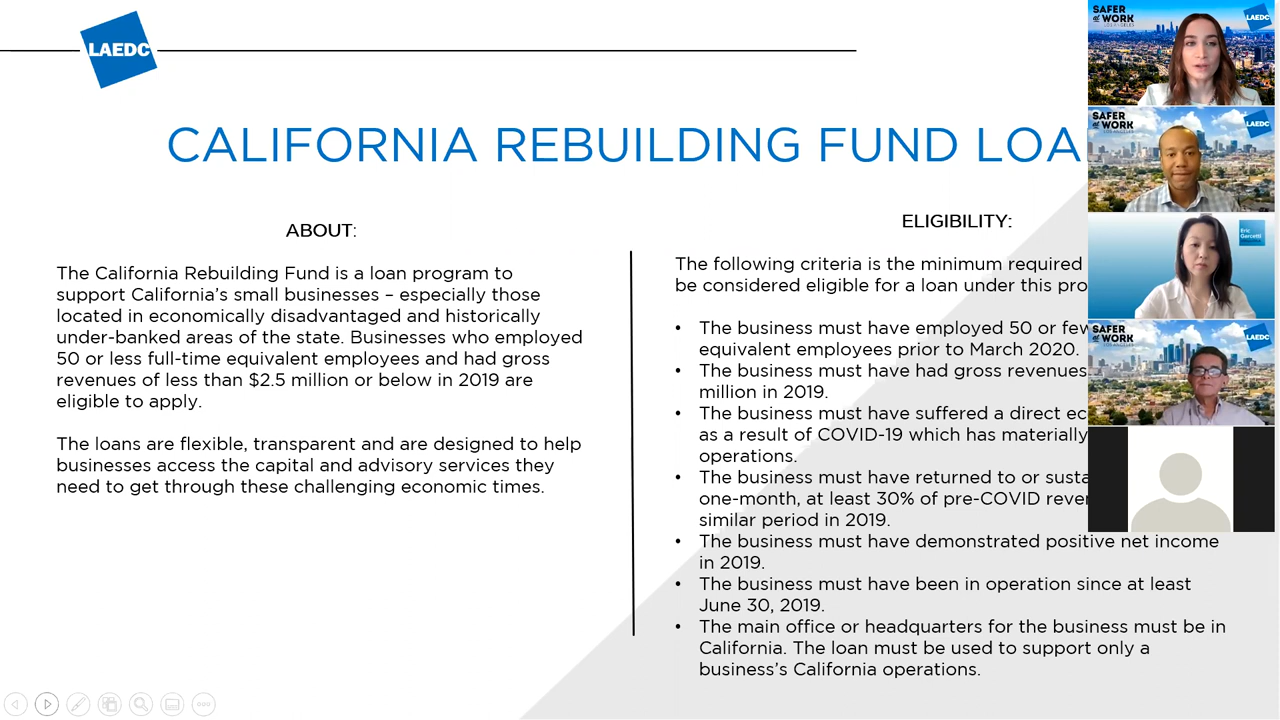 LAEDC
CALIFORNIA REBUILDING FUND LOA
ABOUT:
The California Rebuilding Fund is a loan program to
support California's small businesses – especially those
located in economically disadvantaged and historically
under-banked areas of the state. Businesses who employed
50 or less full-time equivalent employees and had gross
revenues of less than $2.5 million or below in 2019 are
eligible to apply.
The loans are flexible, transparent and are designed to help
businesses access the capital and advisory services they
need to get through these challenging economic times.
ELIGIBILITY:
The following criteria is the minimum required
be considered eligible for a loan under this pro
• The business must have employed 50 or few
equivalent employees prior to March 2020.
• The business must have had gross revenues
million in 2019.
• The business must have suffered a direct ec
as a result of COVID-19 which has materially
operations.
• The business must have returned to or susta
one-month, at least 30% of pre-COVID reve
similar period in 2019.
• The business must have demonstrated positive net income
in 2019.
• The business must have been in operation since at least
June 30, 2019.
• The main office or headquarters for the business must be in
California. The loan must be used to support only a
business's California operations.
SAFER
at WORK
LOS ANGELES
LAEDC
SAFER
at WORK
LOS ANGELES
LAEDC
Eric
Garcetti
SAFER
at WORK
LOS ANGELES
LAEDC